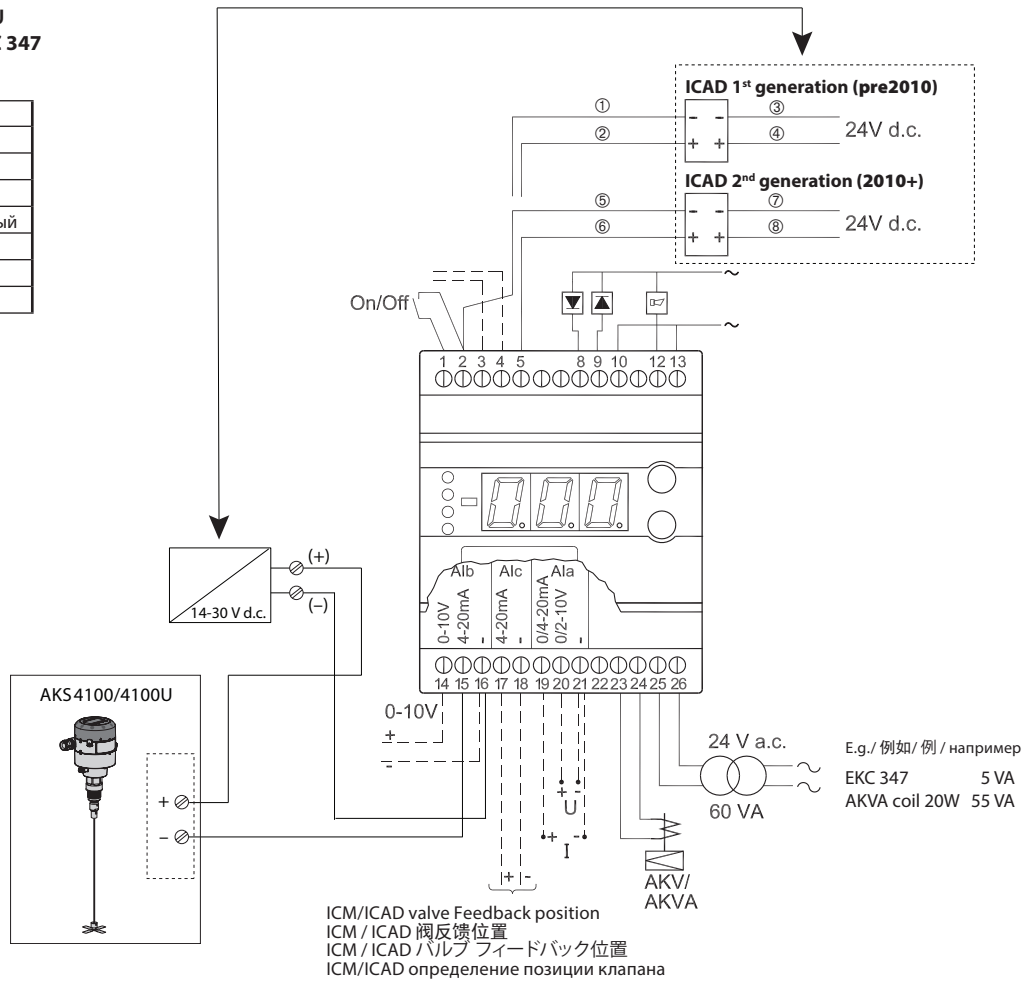 347
ый
ICAD 1st generation (pre2010)
①
③
- -
24V d.c.
②
④
+ +
ICAD 2nd generation (2010+)
⑤
⑦
- -
24V d.c.
⑥
⑧
+ +
~
On/Off
~
1 2 3 4 5 8 9 10 12 13
0.0.0.
(+)
(–)
14-30 V d.c.
AIb AIc AIa
0-10V
4-20mA
-
4-20mA
-
0/4-20mA
0/2-10V
-
14 15 16 17 18 19 20 21 22 23 24 25 26
AKS 4100/4100U
+
–
0-10V
+
-
+ -
U
+ -
I
+ -
24 V a.c.
60 VA
E.g./ 例如/ 例 / например
EKC 347 5 VA
AKVA coil 20W 55 VA
AKV/
AKVA
ICM/ICAD valve Feedback position
ICM / ICAD 阀反馈位置
ICM / ICAD バルブ フィードバック位置
ICM/ICAD определение позиции клапана